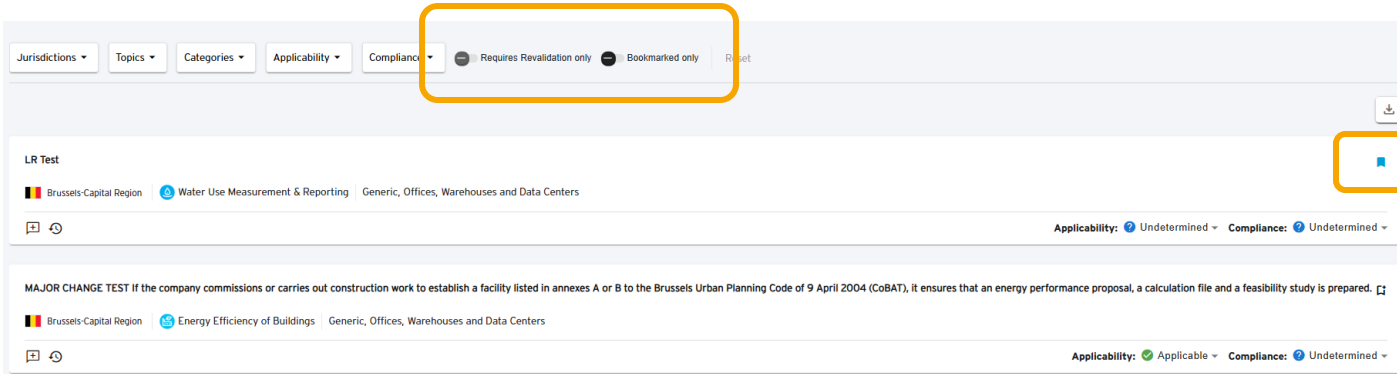 Jurisdictions Topics Categories Applicability Compliance Requires Revalidation only Bookmarked only Reset
LR Test
Brussels-Capital Region Water Use Measurement & Reporting Generic, Offices, Warehouses and Data Centers
Applicability: Undetermined Compliance: Undetermined
MAJOR CHANGE TEST If the company commissions or carries out construction work to establish a facility listed in annexes A or B to the Brussels Urban Planning Code of 9 April 2004 (CoBAT), it ensures that an energy performance proposal, a calculation file and a feasibility study is prepared.
Brussels-Capital Region Energy Efficiency of Buildings Generic, Offices, Warehouses and Data Centers
Applicability: Applicable Compliance: Undetermined